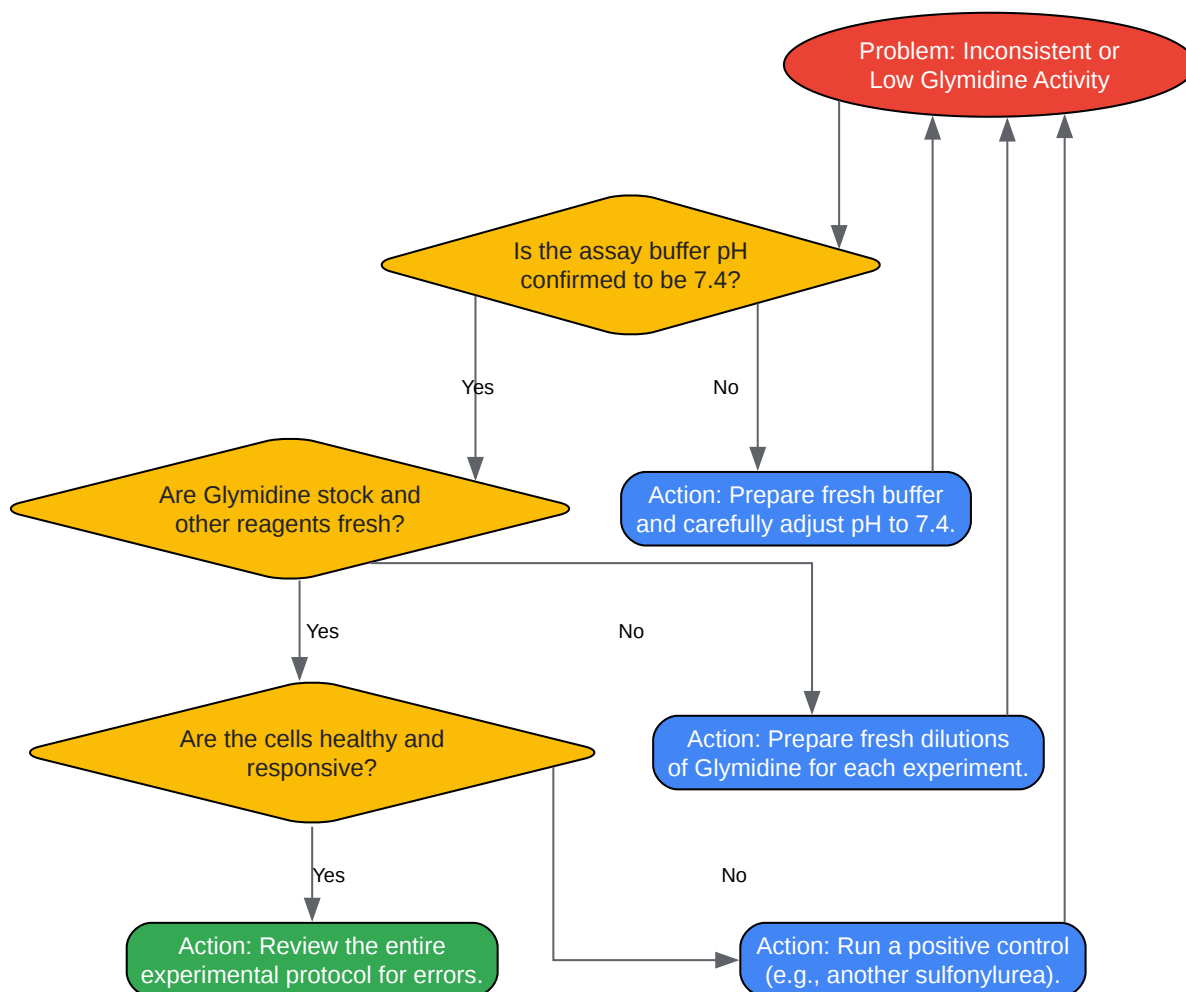 Problem: Inconsistent or
Low Glymidine Activity
Is the assay buffer pH
confirmed to be 7.4?
Yes
No
Are Glymidine stock and
other reagents fresh?
Action: Prepare fresh buffer
and carefully adjust pH to 7.4.
Yes
No
Are the cells healthy and
responsive?
Action: Prepare fresh dilutions
of Glymidine for each experiment.
Yes
No
Action: Review the entire
experimental protocol for errors.
Action: Run a positive control
(e.g., another sulfonylurea).